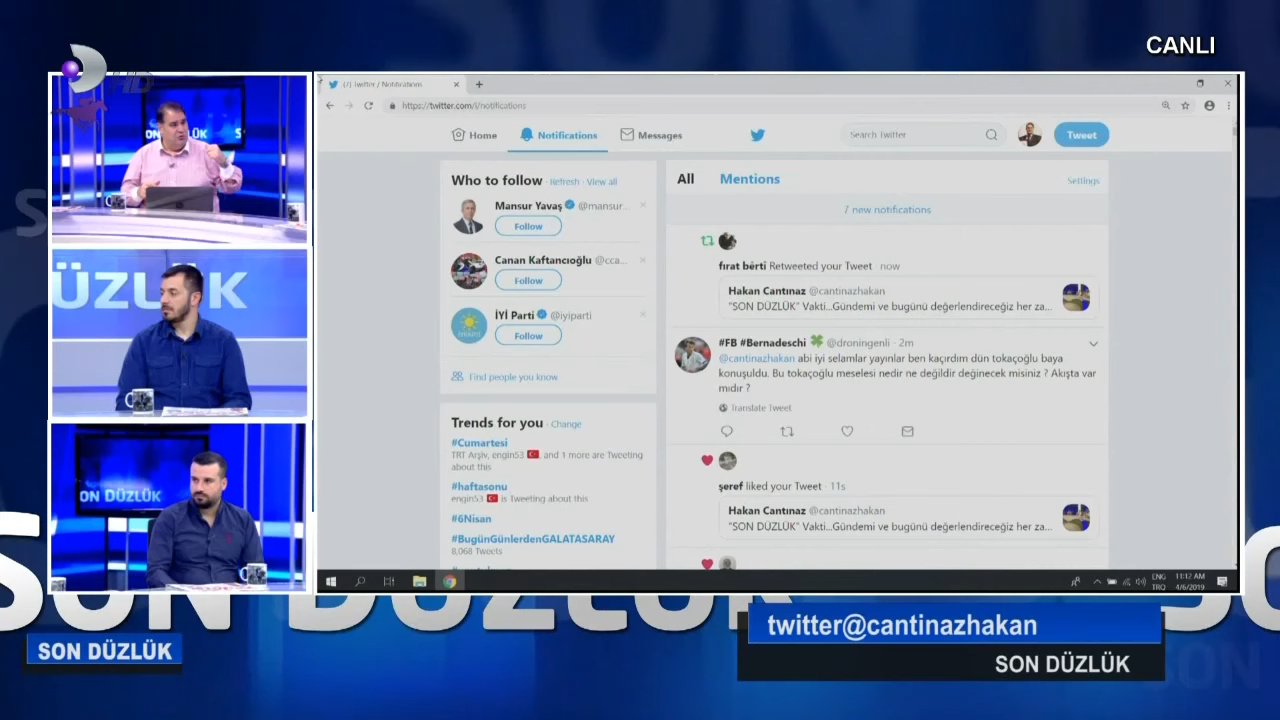 CANLI
HD
ON DÜZLÜK S
(7) Twitter / Notifications
https://twitter.com/i/notifications
Home
Notifications
Messages
Search Twitter
Tweet
Who to follow · Refresh · View all
Mansur Yavaş @mansur...
Follow
Canan Kaftancıoğlu @cca...
Follow
İYİ Parti @iyiparti
Follow
Find people you know
Trends for you · Change
#Cumartesi
TRT Arşiv, engin53, and 1 more are Tweeting
about this
#haftasonu
engin53 is Tweeting about this
#6Nisan
#BugünGünlerdenGALATASARAY
8,068 Tweets
All
Mentions
Settings
7 new notifications
fırat bèrti Retweeted your Tweet · now
Hakan Cantınaz @cantinazhakan
"SON DÜZLÜK" Vakti...Gündemi ve bugünü değerlendireceğiz her za...
#FB #Bernadeschi @droningenli · 2m
@cantinazhakan abi iyi selamlar yayınlar ben kaçırdım dün tokaçoğlu baya
konuşuldu. Bu tokaçoğlu meselesi nedir ne değildir değinecek misiniz ? Akışta var
mıdır ?
Translate Tweet
şeref liked your Tweet · 11s
Hakan Cantınaz @cantinazhakan
"SON DÜZLÜK" Vakti...Gündemi ve bugünü değerlendireceğiz her za...
ENG
TRQ
11:12 AM
4/6/2019
DÜZLÜK
ON DÜZLÜK
SON DÜZLÜK
SON DÜZLÜK
twitter@cantinazhakan
SON DÜZLÜK